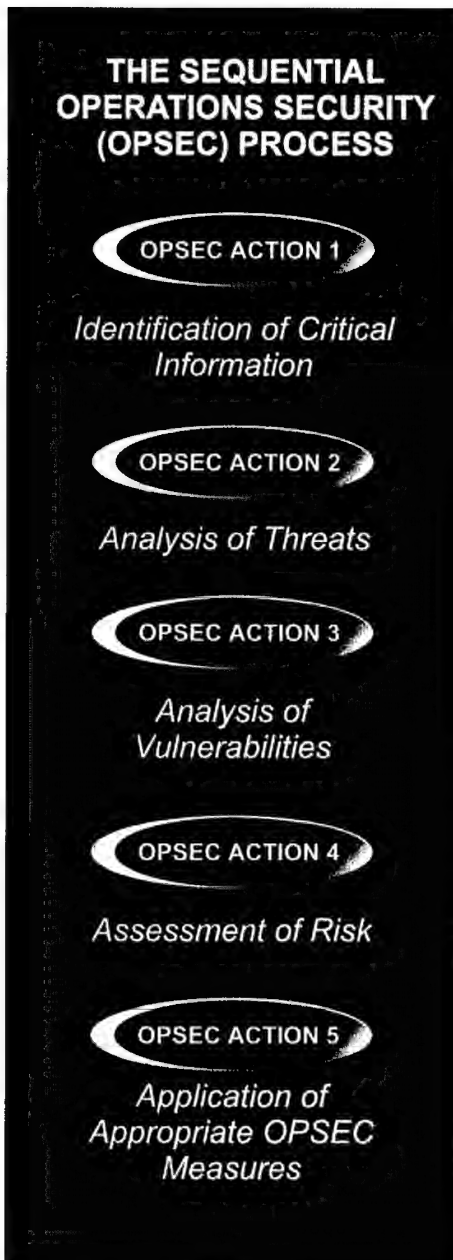 THE SEQUENTIAL
OPERATIONS SECURITY
(OPSEC) PROCESS
OPSEC ACTION 1
Identification of Critical
Information
OPSEC ACTION 2
Analysis of Threats
OPSEC ACTION 3
Analysis of
Vulnerabilities
OPSEC ACTION 4
Assessment of Risk
OPSEC ACTION 5
Application of
Appropriate OPSEC
Measures